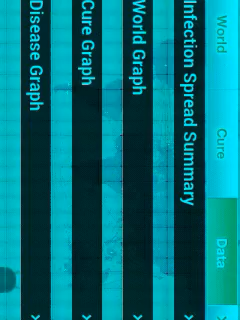 World Cure Data
Infection Spread Summary
World Graph
Cure Graph
Disease Graph